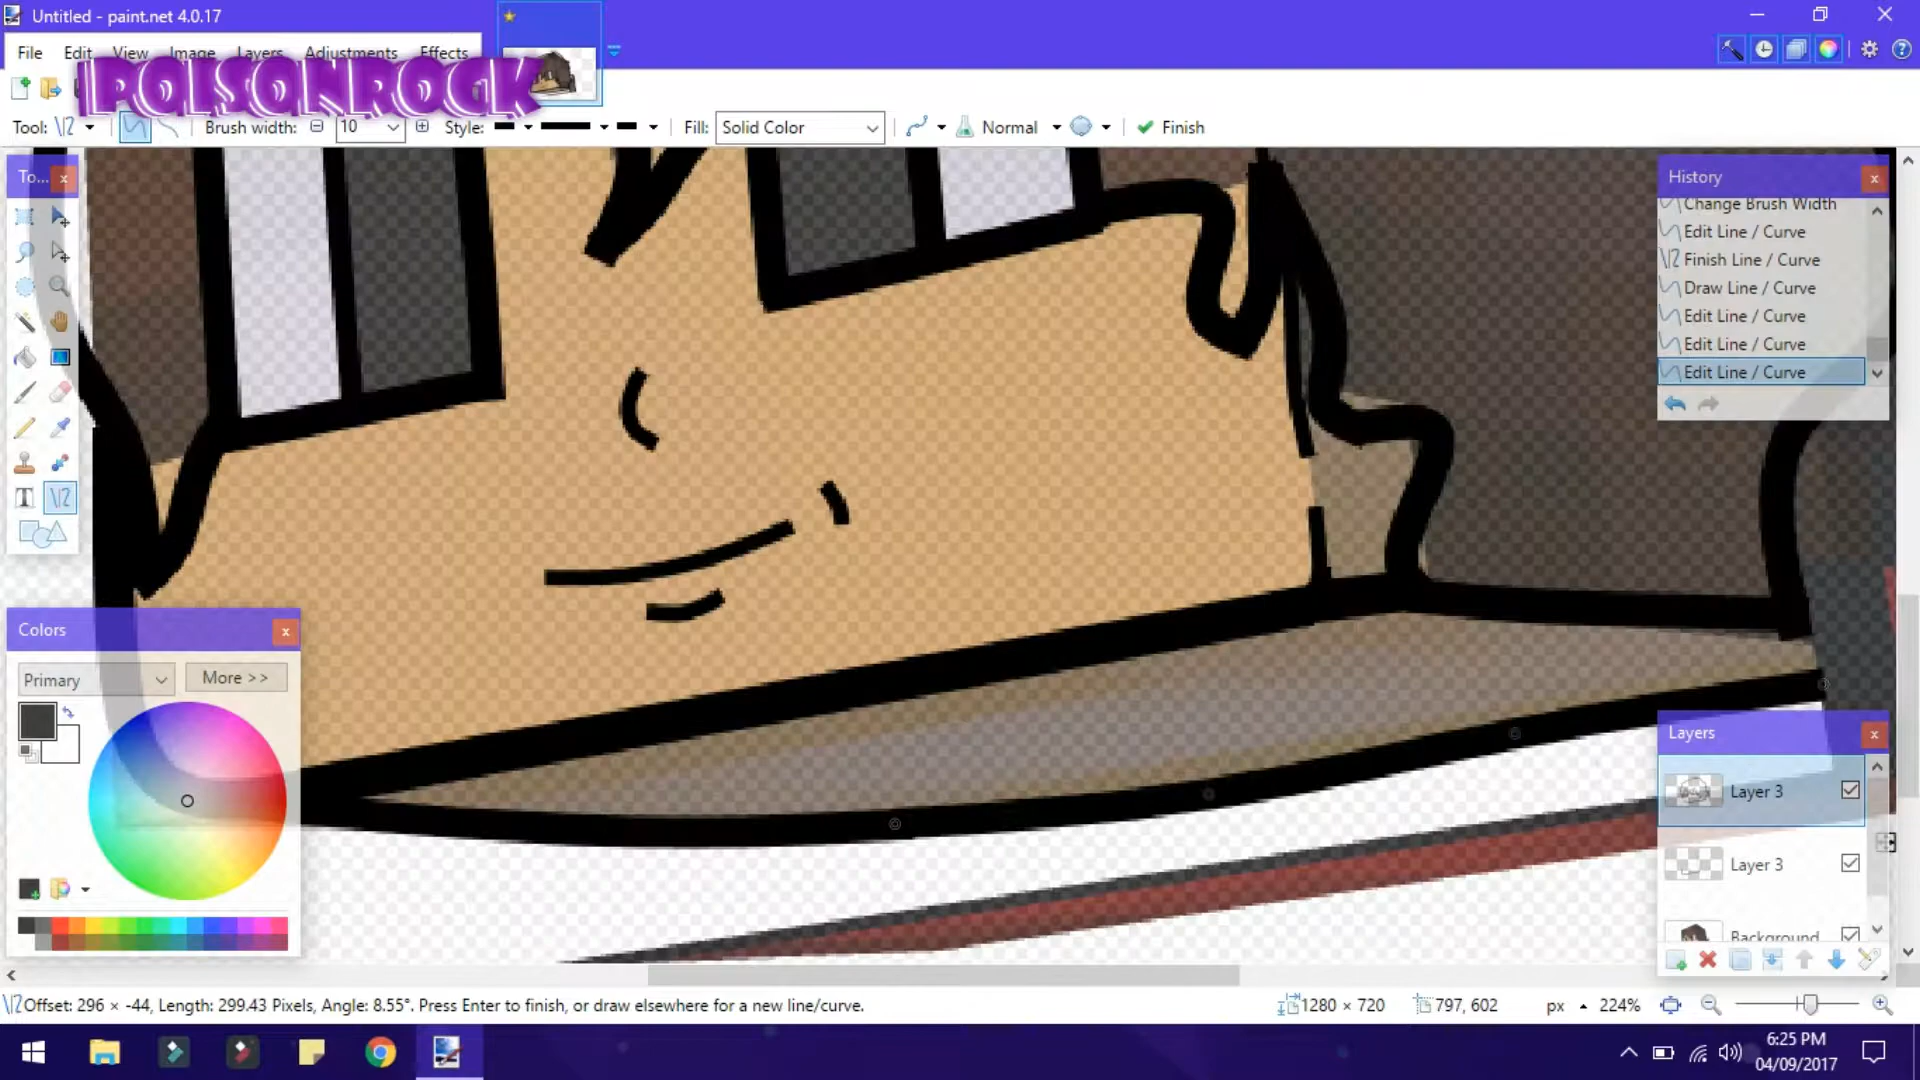 Untitled - paint.net 4.0.17
File Edit View Image Layers Adjustments Effects
IPOISONROCK
Tool: Brush width: 10 Style: Fill: Solid Color Normal Finish
To...
History
Change Brush Width
Edit Line / Curve
Finish Line / Curve
Draw Line / Curve
Edit Line / Curve
Edit Line / Curve
Edit Line / Curve
Colors
Primary More >>
Layers
Layer 3
Layer 3
Background
Offset: 296 × -44, Length: 299.43 Pixels, Angle: 8.55°. Press Enter to finish, or draw elsewhere for a new line/curve. 1280 × 720 797, 602 px 224%
6:25 PM
04/09/2017